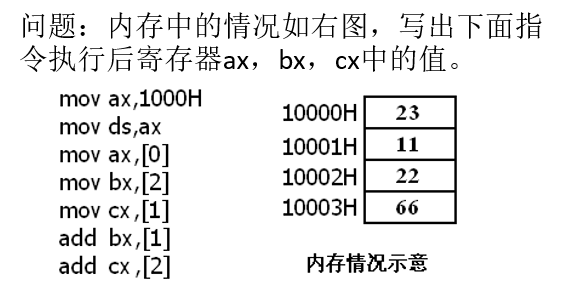 问题：内存中的情况如右图，写出下面指
令执行后寄存器ax，bx，cx中的值。
mov ax,1000H
mov ds,ax
mov ax,[0]
mov bx,[2]
mov cx,[1]
add bx,[1]
add cx,[2]
10000H 23
10001H 11
10002H 22
10003H 66
内存情况示意